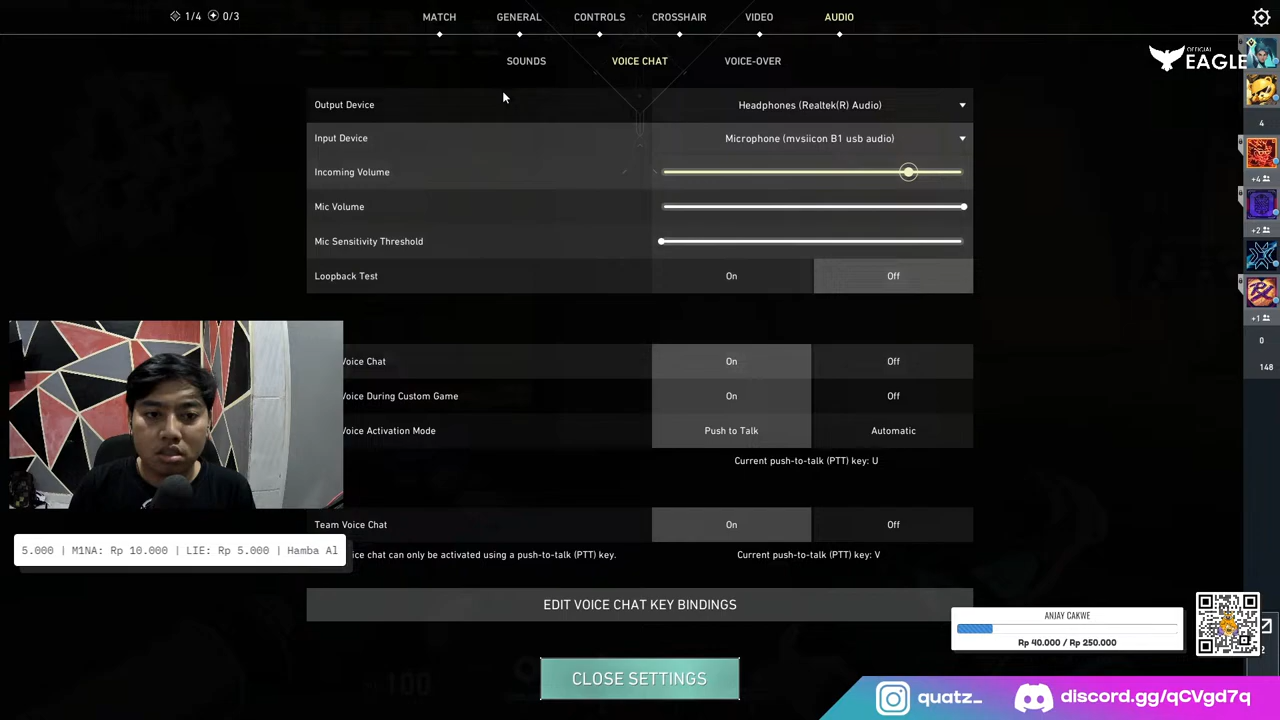 1/4 0/3
MATCH GENERAL CONTROLS CROSSHAIR VIDEO AUDIO
SOUNDS VOICE CHAT VOICE-OVER
OFFICIAL
EAGLE
Output Device Headphones (Realtek(R) Audio)
Input Device Microphone (mvsiicon B1 usb audio)
Incoming Volume
Mic Volume
Mic Sensitivity Threshold
Loopback Test On Off
4
+4
+2
+1
0
148
Voice Chat On Off
Voice During Custom Game On Off
Voice Activation Mode Push to Talk Automatic
Current push-to-talk (PTT) key: U
Team Voice Chat On Off
chat can only be activated using a push-to-talk (PTT) key. Current push-to-talk (PTT) key: V
5.000 | M1NA: Rp 10.000 | LIE: Rp 5.000 | Hamba Al
EDIT VOICE CHAT KEY BINDINGS
ANJAY CAKWE
Rp 40.000 / Rp 250.000
CLOSE SETTINGS
100
quatz_ discord.gg/qCVgd7q